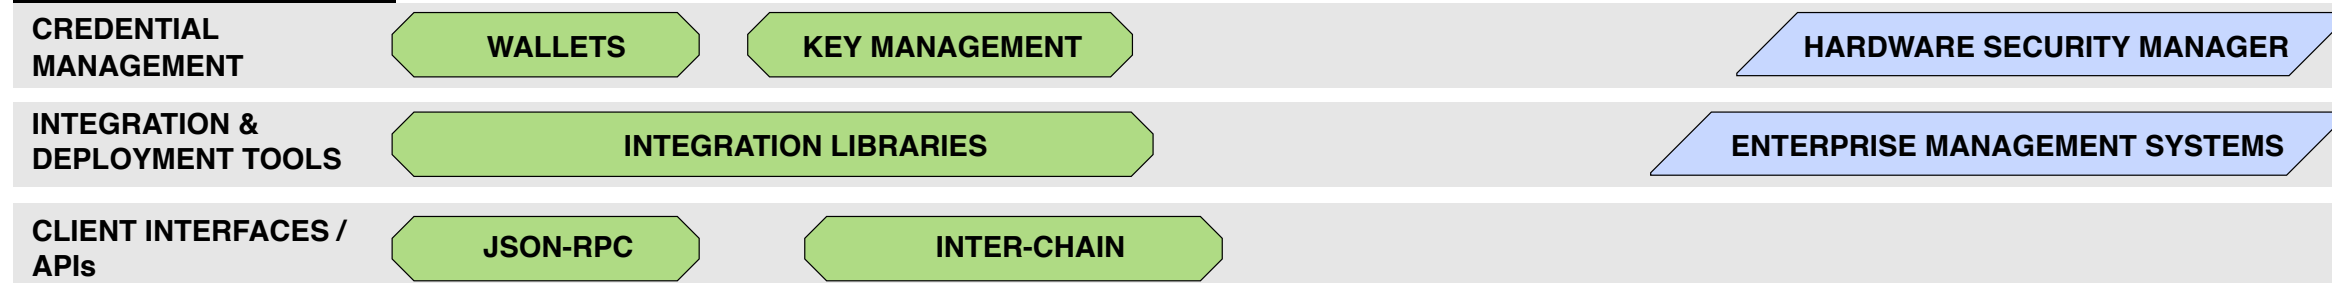 CREDENTIAL
MANAGEMENT
WALLETS
KEY MANAGEMENT
HARDWARE SECURITY MANAGER
INTEGRATION &
DEPLOYMENT TOOLS
INTEGRATION LIBRARIES
ENTERPRISE MANAGEMENT SYSTEMS
CLIENT INTERFACES /
APIs
JSON-RPC
INTER-CHAIN